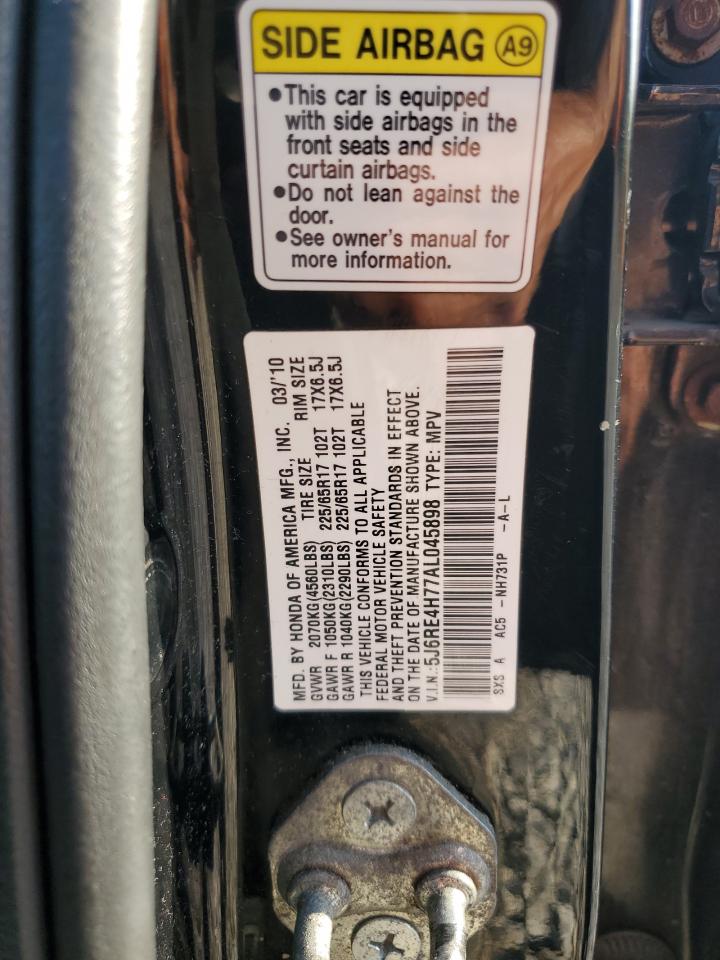 SIDE AIRBAG A9
●This car is equipped
with side airbags in the
front seats and side
curtain airbags.
●Do not lean against the
door.
●See owner's manual for
more information.
MFD. BY HONDA OF AMERICA MFG., INC. 03/'10
GVWR 2070KG(4560LBS) TIRE SIZE RIM SIZE
GAWR F 1050KG(2310LBS) 225/65R17 102T 17X6.5J
GAWR R 1040KG(2290LBS) 225/65R17 102T 17X6.5J
THIS VEHICLE CONFORMS TO ALL APPLICABLE
FEDERAL MOTOR VEHICLE SAFETY
AND THEFT PREVENTION STANDARDS IN EFFECT
ON THE DATE OF MANUFACTURE SHOWN ABOVE.
V.I.N.:5J6RE4H77AL045898 TYPE: MPV
SXS A AC5 -NH731P -A-L